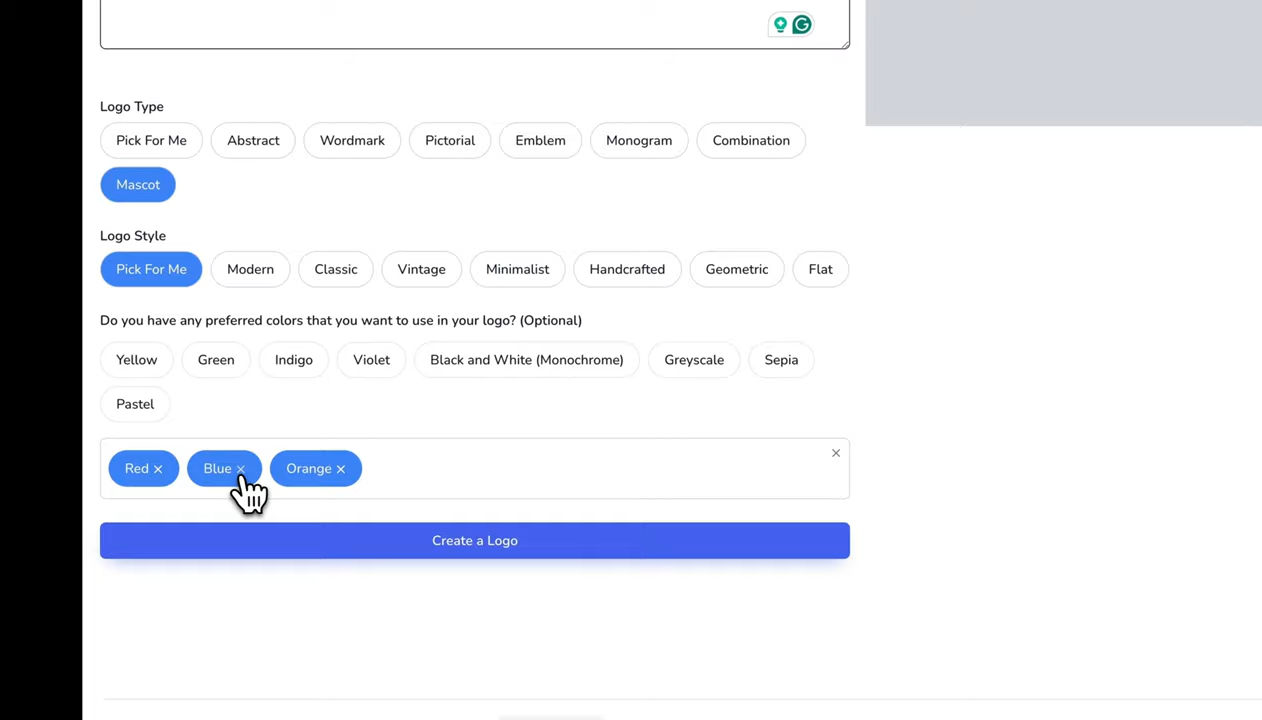 Logo Type
Pick For Me Abstract Wordmark Pictorial Emblem Monogram Combination
Mascot
Logo Style
Pick For Me Modern Classic Vintage Minimalist Handcrafted Geometric Flat
Do you have any preferred colors that you want to use in your logo? (Optional)
Yellow Green Indigo Violet Black and White (Monochrome) Greyscale Sepia
Pastel
Red × Blue × Orange × ×
Create a Logo